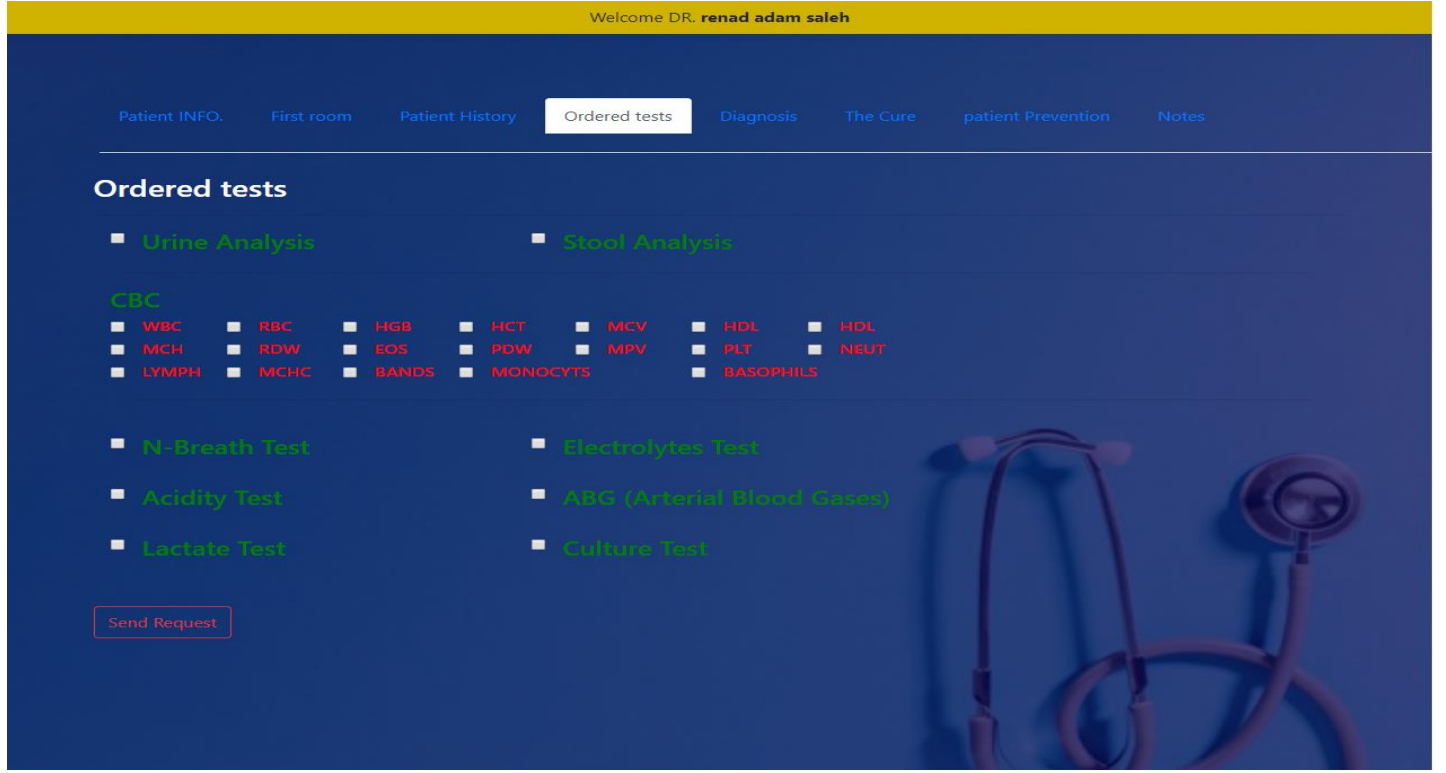 Welcome DR. renad adam saleh
Patient INFO. First room Patient History Ordered tests Diagnosis The Cure patient Prevention Notes
Ordered tests
Urine Analysis Stool Analysis
CBC
WBC RBC HGB HCT MCV HDL HDL
MCH RDW EOS PDW MPV PLT NEUT
LYMPH MCHC BANDS MONOCYTS BASOPHILS
N-Breath Test Electrolytes Test
Acidity Test ABG (Arterial Blood Gases)
Lactate Test Culture Test
Send Request